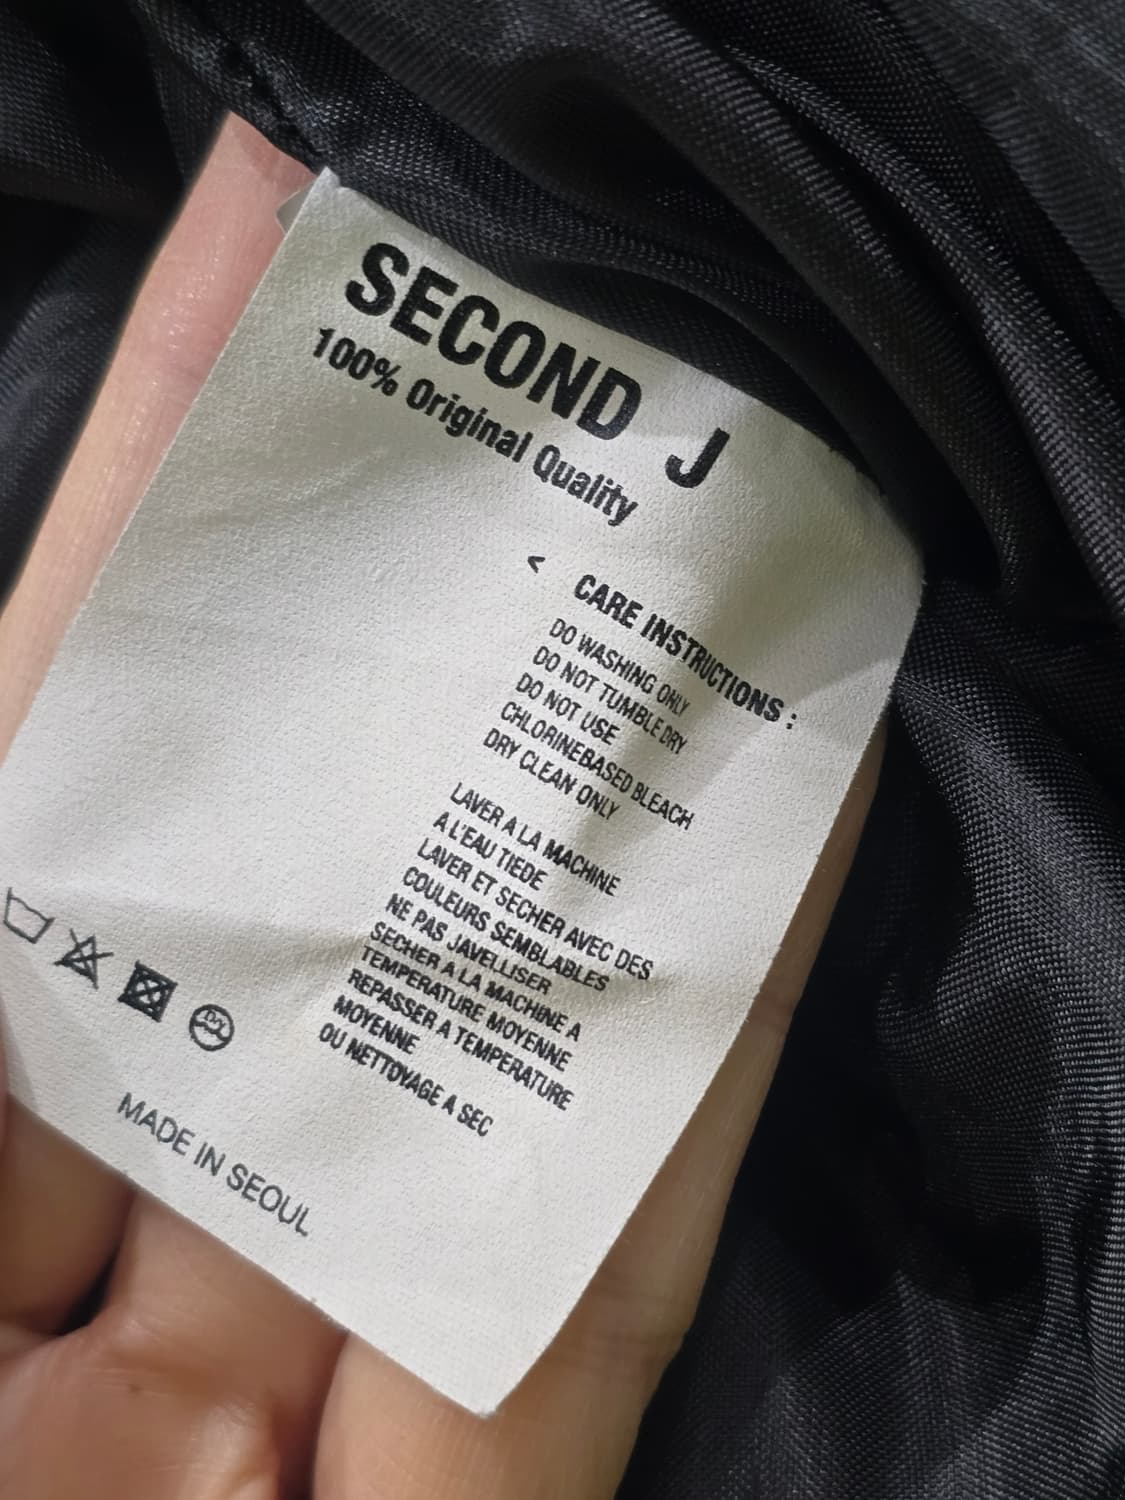 SECOND J
100% Original Quality
< CARE INSTRUCTIONS :
DO WASHING ONLY
DO NOT TUMBLE DRY
DO NOT USE
CHLORINEBASED BLEACH
DRY CLEAN ONLY
LAVER A LA MACHINE
A L'EAU TIEDE
LAVER ET SECHER AVEC DES
COULEURS SEMBLABLES
NE PAS JAVELLISER
SECHER A LA MACHINE A
TEMPERATURE MOYENNE
REPASSER A TEMPERATURE
MOYENNE
OU NETTOYAGE A SEC
MADE IN SEOUL